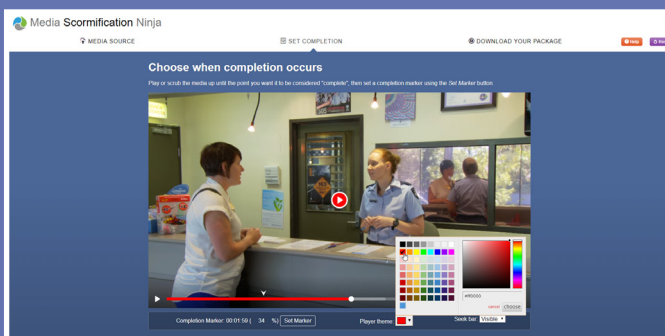 Media Scormification Ninja
MEDIA SOURCE
SET COMPLETION
DOWNLOAD YOUR PACKAGE
Help
Choose when completion occurs
Play or scrub the media up until the point you want it to be considered "complete", then set a completion marker using the Set Marker button.
cancel choose
Completion Marker: 00:01:50 ( 34 %) Set Marker
Player theme:
Seek bar: Visible